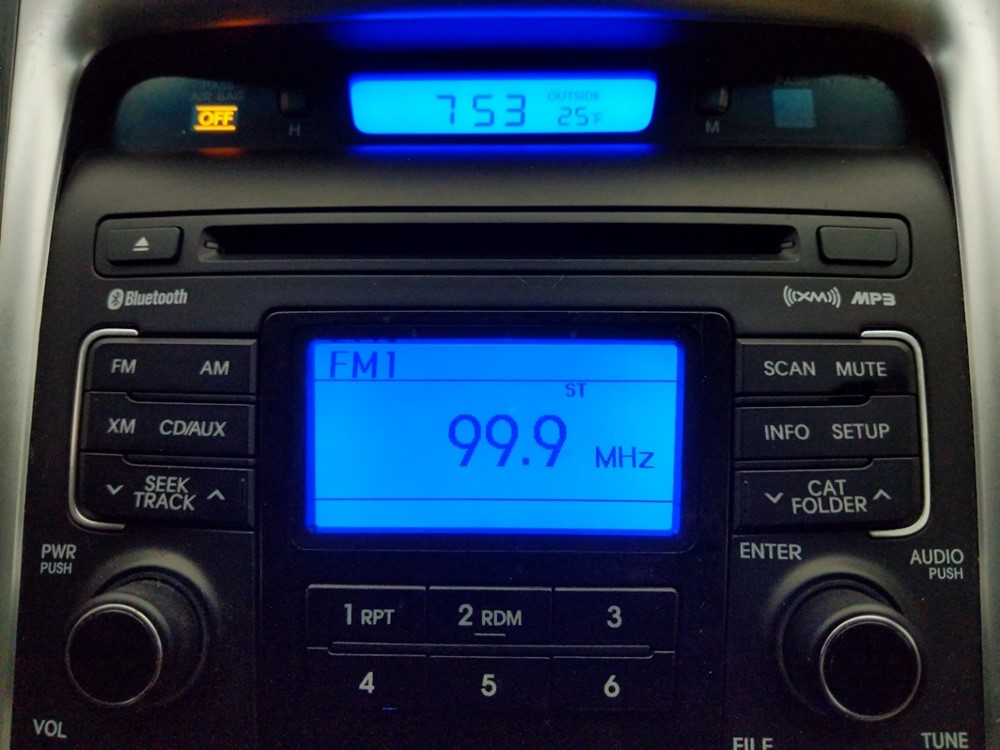 AIR BAG
OFF
H
7 53
OUTSIDE
25°F
M
Bluetooth
((XM)) MP3
FM AM
XM CD/AUX
SEEK
TRACK
FM1
ST
99.9 MHz
SCAN MUTE
INFO SETUP
CAT
FOLDER
PWR
PUSH
ENTER
AUDIO
PUSH
1 RPT
2 RDM
3
4
5
6
VOL
FILE
TUNE